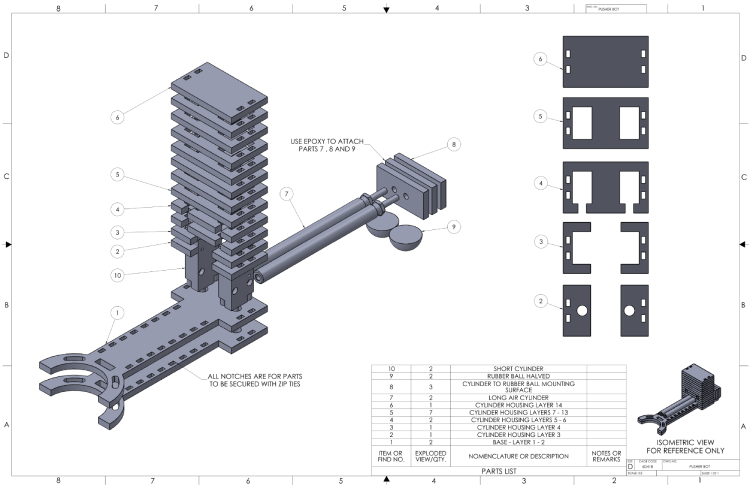 8 7 6 5 4 3 2 1
PUSHER BOT
D
C
B
A
D
C
B
A
6
5
4
3
2
10
1
7
8
9
USE EPOXY TO ATTACH
PARTS 7 , 8 AND 9
ALL NOTCHES ARE FOR PARTS
TO BE SECURED WITH ZIP TIES
6
5
4
3
2
10 2 SHORT CYLINDER
9 2 RUBBER BALL HALVED
8 3 CYLINDER TO RUBBER BALL MOUNTING
SURFACE
7 2 LONG AIR CYLINDER
6 1 CYLINDER HOUSING LAYER 14
5 7 CYLINDER HOUSING LAYERS 7 - 13
4 2 CYLINDER HOUSING LAYERS 5 - 6
3 1 CYLINDER HOUSING LAYER 4
2 1 CYLINDER HOUSING LAYER 3
1 2 BASE - LAYER 1 - 2
ITEM OR
FIND NO.
EXPLODED
VIEW/QTY.
NOMENCLATURE OR DESCRIPTION
NOTES OR
REMARKS
PARTS LIST
ISOMETRIC VIEW
FOR REFERENCE ONLY
D
PUSHER BOT
SHEET 1 OF 1
8 7 6 5 4 3 2 1